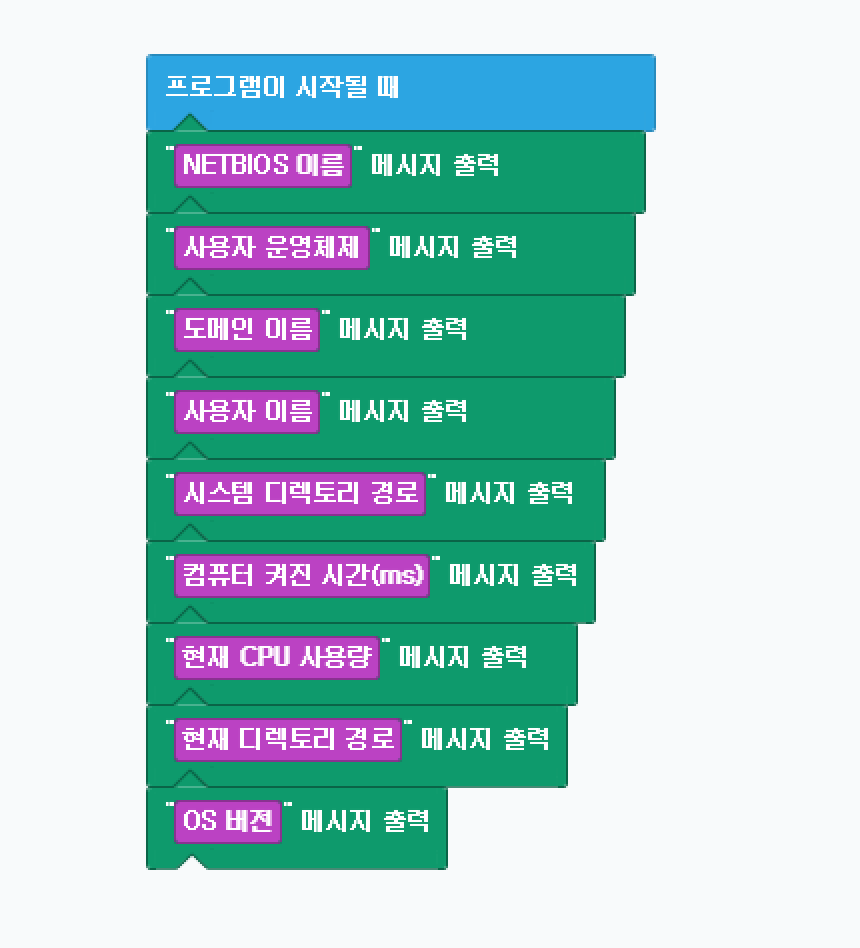 프로그램이 시작될 때
"NETBIOS 이름" 메시지 출력
"사용자 운영체제" 메시지 출력
"도메인 이름" 메시지 출력
"사용자 이름" 메시지 출력
"시스템 디렉토리 경로" 메시지 출력
"컴퓨터 켜진 시간(ms)" 메시지 출력
"현재 CPU 사용량" 메시지 출력
"현재 디렉토리 경로" 메시지 출력
"OS 버전" 메시지 출력